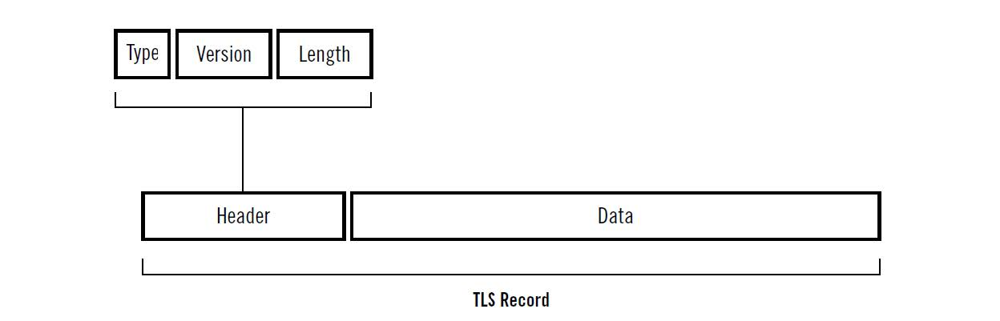 Type Version Length
Header Data
TLS Record